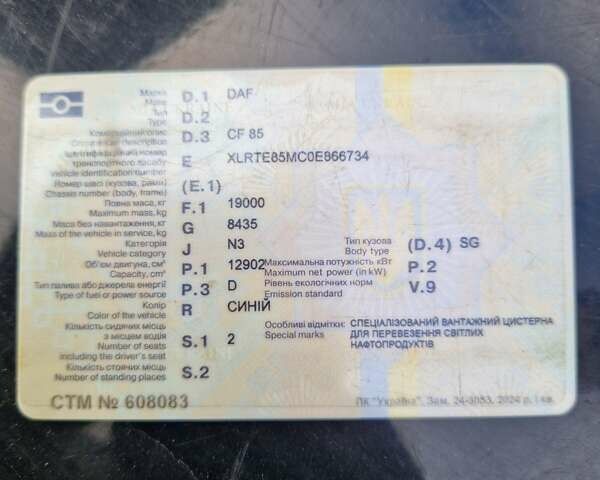 Марка D.1 DAF
Make
Тип D.2
Type
Комерційний опис D.3 CF 85
Commercial description
Ідентифікаційний номер E XLRTE85MC0E966734
транспортного засобу
vehicle identification number
Номер шасі (кузова, рами) (E.1)
Chassis number (body, frame)
Повна маса, кг F.1 19000
Maximum mass, kg
Маса без навантаження, кг G 8435
Mass of the vehicle in service, kg
Категорія J N3 Тип кузова (D.4) SG
Vehicle category Body type
Об'єм двигуна, см³ P.1 12902 Максимальна потужність кВт P.2
Capacity, cm³ Maximum net power (in kW)
Тип палива або джерела енергії P.3 D Рівень екологічних норм V.9
Type of fuel or power source Emission standard
Колір R СИНІЙ
Color of the vehicle
Кількість сидячих місць S.1 2 Особливі відмітки: СПЕЦІАЛІЗОВАНИЙ ВАНТАЖНИЙ ЦИСТЕРНА
з місцем водія Special marks ДЛЯ ПЕРЕВЕЗЕННЯ СВІТЛИХ
Number of seats НАФТОПРОДУКТІВ
including the driver's seat
Кількість стоячих місць S.2
Number of standing places
СТМ № 608083 ПК "Україна", Зам. 24-3053, 2024 р., I кв.